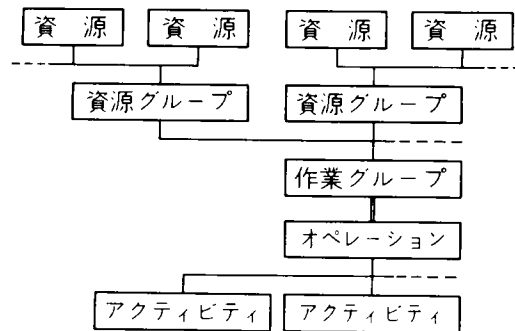 資源 資源 資源 資源
資源グループ 資源グループ
作業グループ
オペレーション
アクティビティ アクティビティ